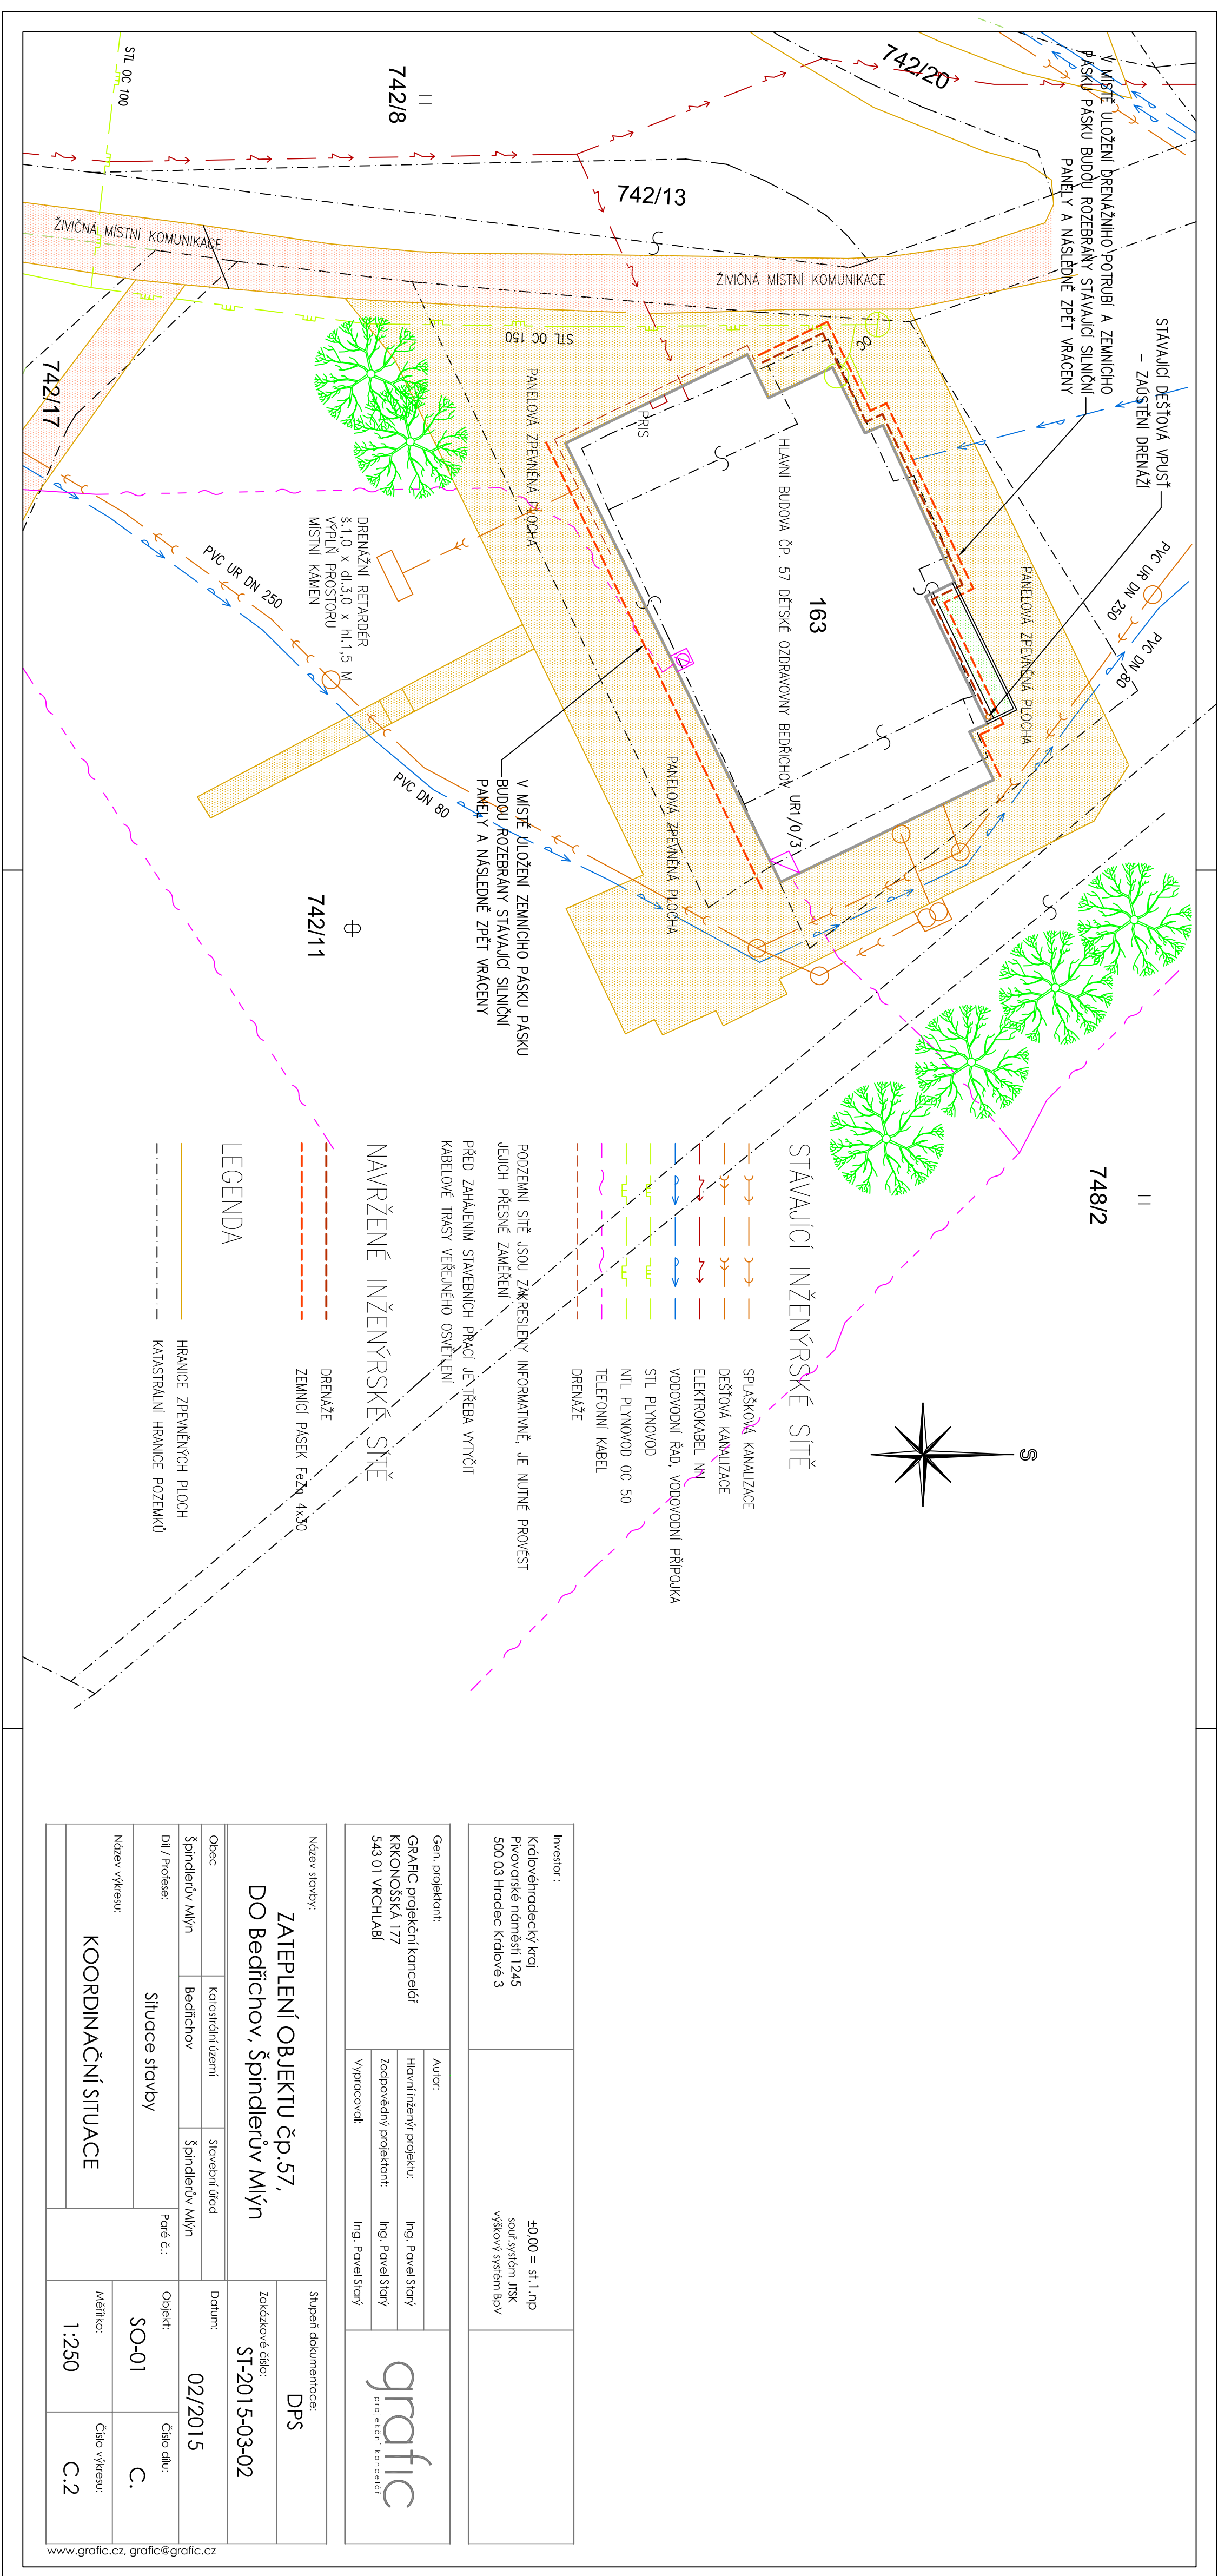 V MÍSTĚ ULOŽENÍ DRENÁŽNÍHO POTRUBÍ A ZEMNÍCÍHO
PÁSKU PÁSKU BUDOU ROZEBRÁNY STÁVAJÍCÍ SILNIČNÍ
PANELY A NÁSLEDNĚ ZPĚT VRÁCENY
STÁVAJÍCÍ DEŠŤOVÁ VPUSŤ
– ZAÚSTĚNÍ DRENÁŽÍ
742/20
742/8
STL OC 100
742/13
ŽIVIČNÁ MÍSTNÍ KOMUNIKACE
ŽIVIČNÁ MÍSTNÍ KOMUNIKACE
742/17
STL OC 150
PANELOVÁ ZPEVNĚNÁ PLOCHA
PRIS
HLAVNÍ BUDOVA ČP. 57 DĚTSKÉ OZDRAVOVNY BEDŘICHOV
163
UR1/0/3
PANELOVÁ ZPEVNĚNÁ PLOCHA
PVC UR DN 250
PVC DN 80
DRENÁŽNÍ RETARDÉR
š.1,0 x dl.3,0 x hl.1,5 M
VÝPLŇ PROSTORU
MÍSTNÍ KÁMEN
PVC UR DN 250
PVC DN 80
PANELOVÁ ZPEVNĚNÁ PLOCHA
V MÍSTĚ ULOŽENÍ ZEMNÍCÍHO PÁSKU PÁSKU
BUDOU ROZEBRÁNY STÁVAJÍCÍ SILNIČNÍ
PANELY A NÁSLEDNĚ ZPĚT VRÁCENY
742/11
748/2
S
STÁVAJÍCÍ INŽENÝRSKÉ SÍTĚ
SPLAŠKOVÁ KANALIZACE
DEŠŤOVÁ KANALIZACE
ELEKTROKABEL NN
VODOVODNÍ ŘAD, VODOVODNÍ PŘÍPOJKA
STL PLYNOVOD
NTL PLYNOVOD OC 50
TELEFONNÍ KABEL
DRENÁŽE
PODZEMNÍ SÍTĚ JSOU ZAKRESLENY INFORMATIVNĚ, JE NUTNÉ PROVÉST
JEJICH PŘESNÉ ZAMĚŘENÍ
PŘED ZAHÁJENÍM STAVEBNÍCH PRACÍ JE TŘEBA VYTYČIT
KABELOVÉ TRASY VEŘEJNÉHO OSVĚTLENÍ
NAVRŽENÉ INŽENÝRSKÉ SÍTĚ
DRENÁŽE
ZEMNÍCÍ PÁSEK FeZn 4x30
LEGENDA
HRANICE ZPEVNĚNÝCH PLOCH
KATASTRÁLNÍ HRANICE POZEMKŮ
Investor :
Královéhradecký kraj
Pivovarské náměstí 1245
500 03 Hradec Králové 3
±0,00 = st.1.np
souř.systém JTSK
výškový systém Bpv
Gen. projektant:
GRAFIC projekční kancelář
KRKONOŠSKÁ 177
543 01 VRCHLABÍ
Autor:
Hlavní inženýr projektu: Ing. Pavel Starý
Zodpovědný projektant: Ing. Pavel Starý
Vypracoval: Ing. Pavel Starý
grafic
projekční kancelář
Název stavby:
ZATEPLENÍ OBJEKTU čp.57,
DO Bedřichov, Špindlerův Mlýn
Stupeň dokumentace:
DPS
Zakázkové číslo:
ST-2015-03-02
Obec Katastrální území Stavební úřad
Špindlerův Mlýn Bedřichov Špindlerův Mlýn
Datum:
02/2015
Díl / Profese:
Situace stavby
Paré č.:
Objekt:
SO-01
Číslo dílu:
C.
Název výkresu:
KOORDINAČNÍ SITUACE
Měřítko:
1:250
Číslo výkresu:
C.2
www.grafic.cz, grafic@grafic.cz